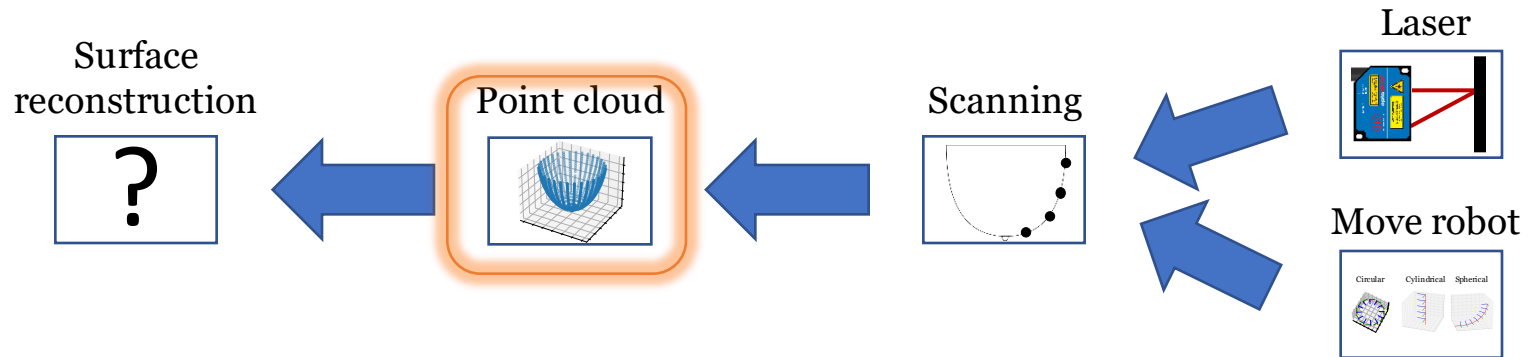 Laser
Surface
reconstruction
Point cloud
Scanning
?
Move robot
Circular
Cylindrical
Spherical